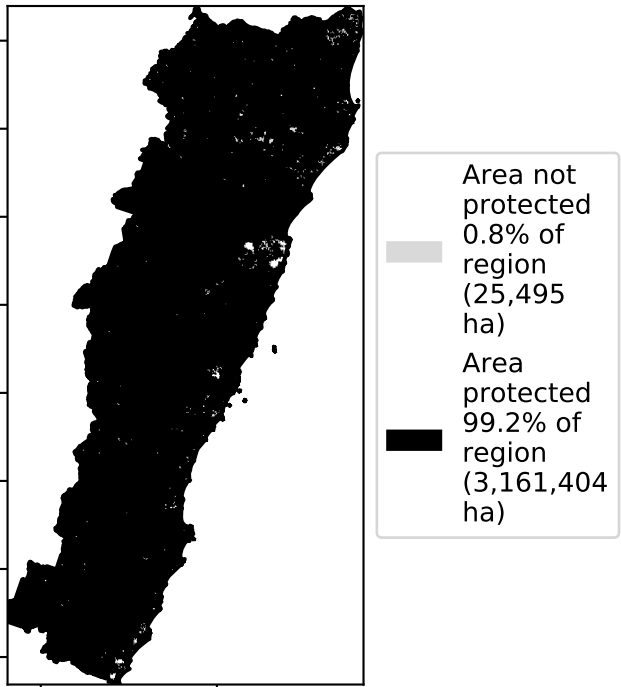 Area not
protected
0.8% of
region
(25,495
ha)
Area
protected
99.2% of
region
(3,161,404
ha)